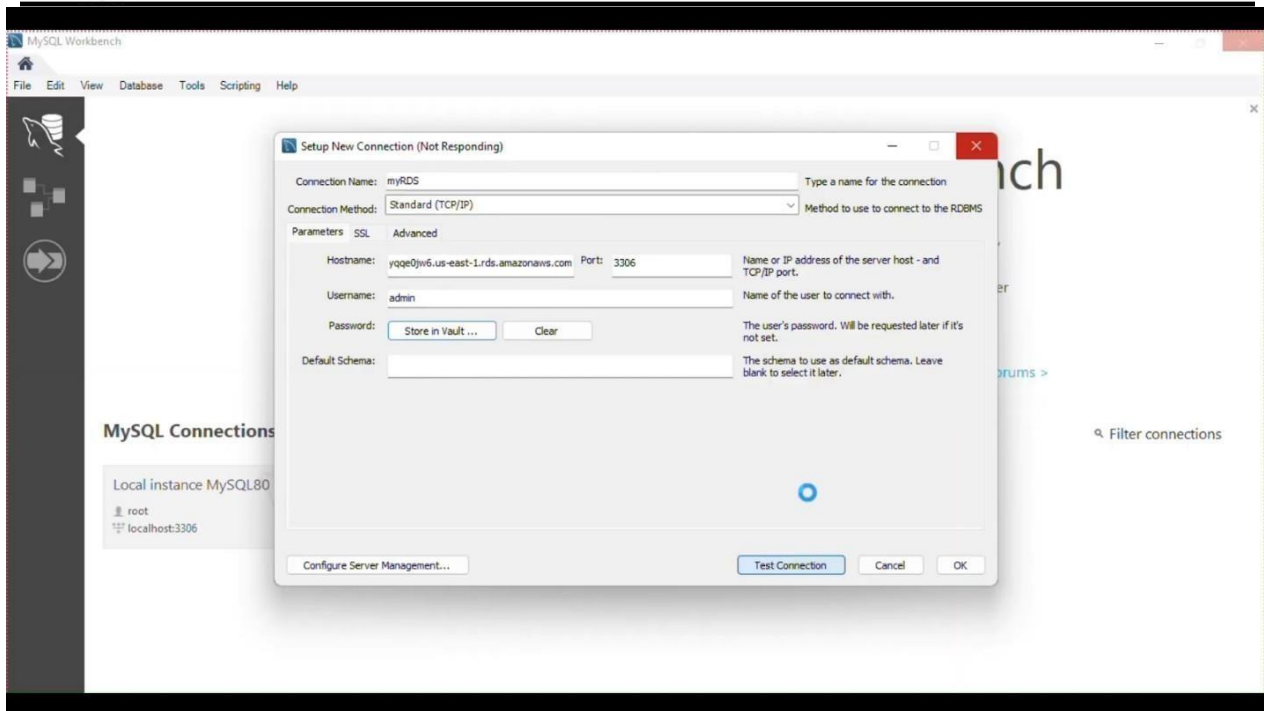 MySQL Workbench
File Edit View Database Tools Scripting Help
Setup New Connection (Not Responding)
nch
Connection Name: myRDS Type a name for the connection
Connection Method: Standard (TCP/IP) Method to use to connect to the RDBMS
Parameters SSL Advanced
Hostname: yqqe0jw6.us-east-1.rds.amazonaws.com Port: 3306 Name or IP address of the server host - and
TCP/IP port.
er
Username: admin Name of the user to connect with.
Password: Store in Vault ... Clear The user's password. Will be requested later if it's
not set.
Default Schema: The schema to use as default schema. Leave
blank to select it later.
orums >
MySQL Connections
Filter connections
Local instance MySQL80
root
localhost:3306
Configure Server Management... Test Connection Cancel OK